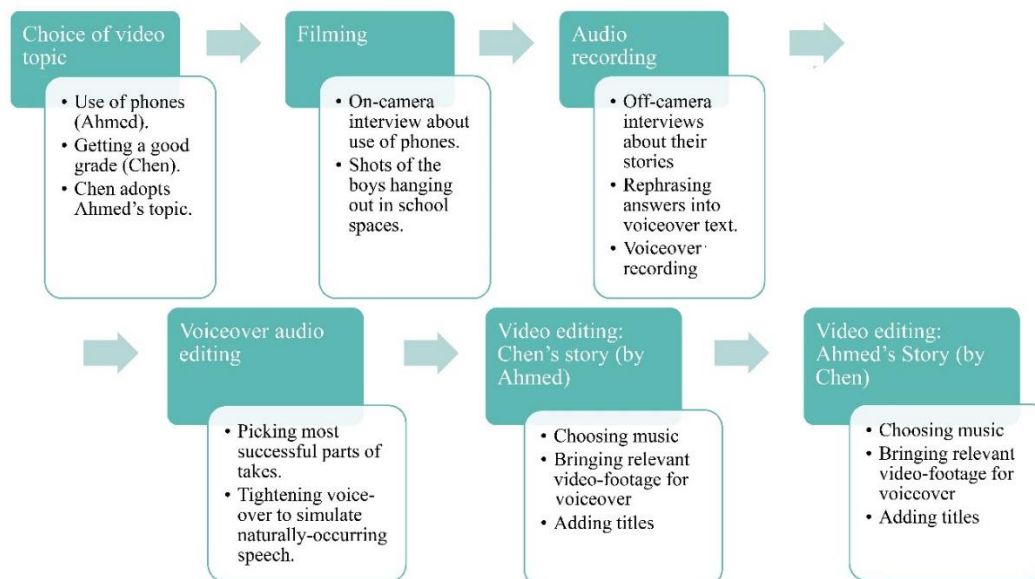 Choice of video
topic
• Use of phones
(Ahmed).
• Getting a good
grade (Chen).
• Chen adopts
Ahmed's topic.
Filming
• On-camera
interview about
use of phones.
• Shots of the
boys hanging
out in school
spaces.
Audio
recording
• Off-camera
interviews
about their
stories
• Rephrasing
answers into
voiceover text.
• Voiceover
recording
Voiceover audio
editing
• Picking most
successful parts of
takes.
• Tightening voice-
over to simulate
naturally-occurring
speech.
Video editing:
Chen's story (by
Ahmed)
• Choosing music
• Bringing relevant
video-footage for
voiceover
• Adding titles
Video editing:
Ahmed's Story (by
Chen)
• Choosing music
• Bringing relevant
video-footage for
voiceover
• Adding titles